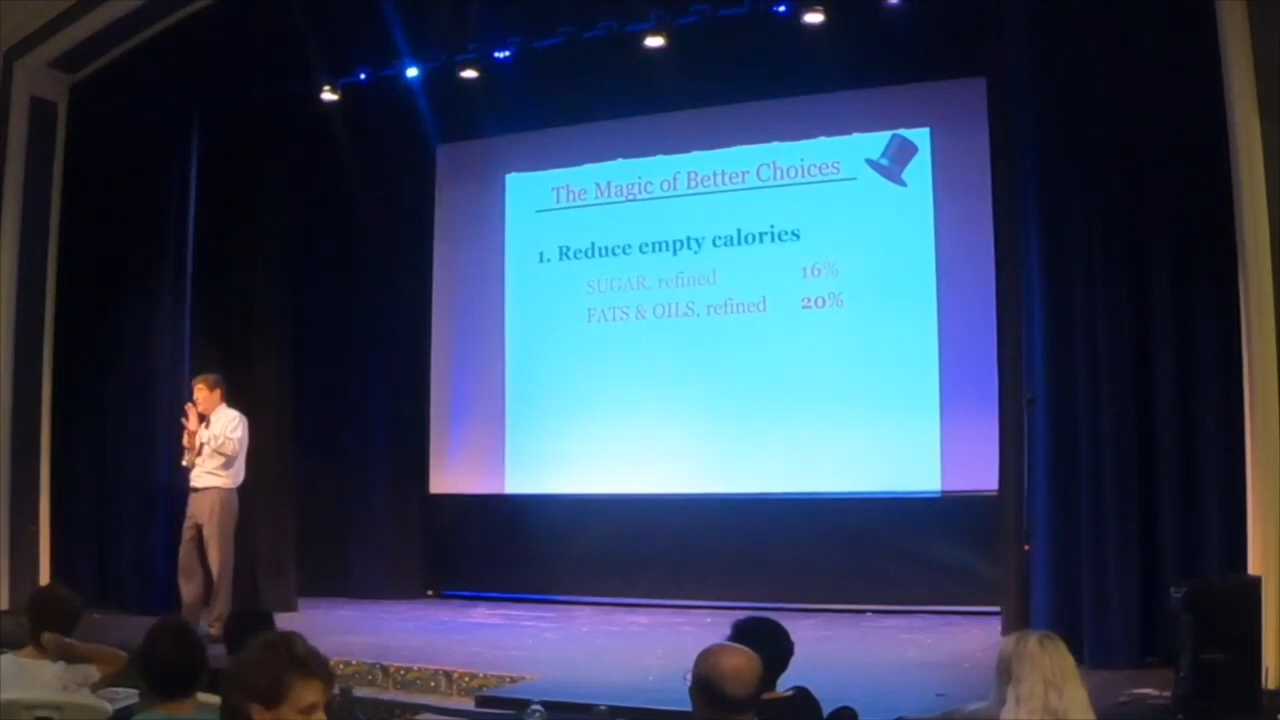 The Magic of Better Choices
1. Reduce empty calories
SUGAR, refined 16%
FATS & OILS, refined 20%